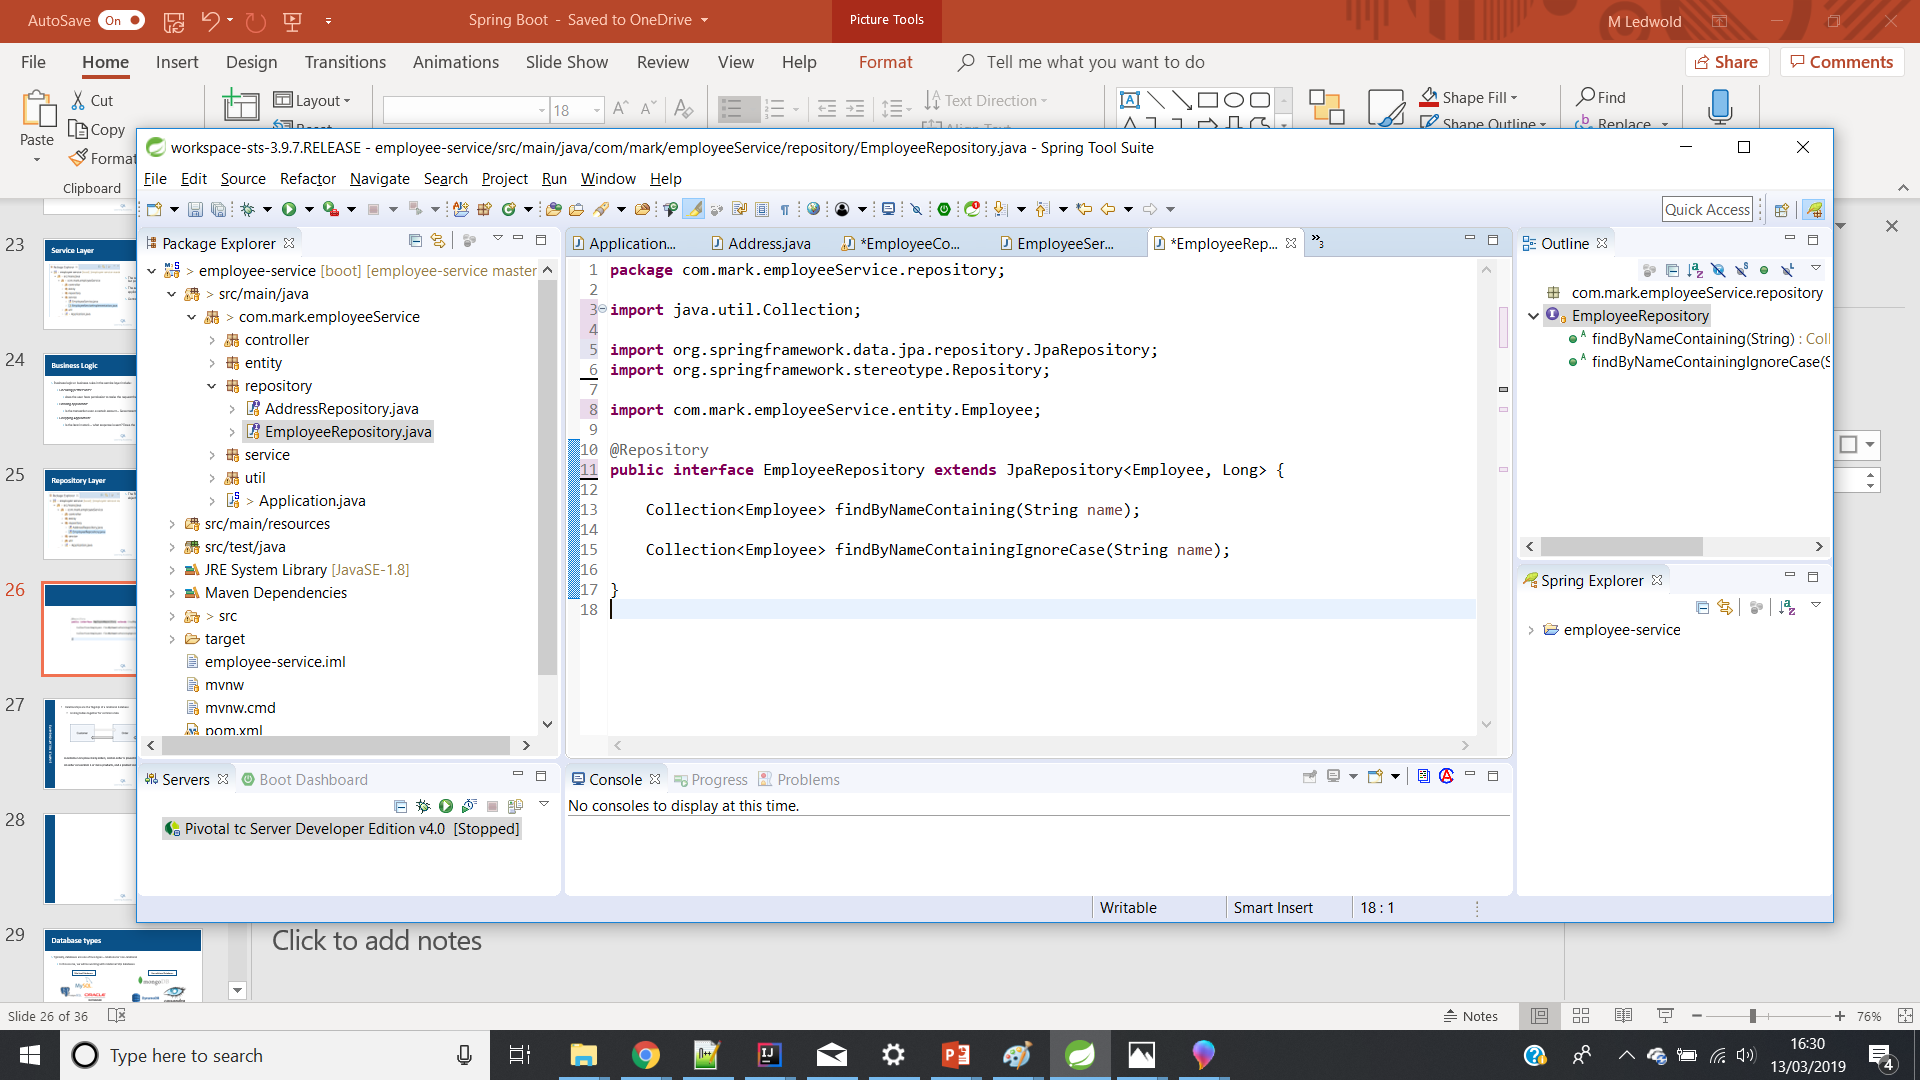 AutoSave On
Spring Boot - Saved to OneDrive
Picture Tools
M Ledwold
File Home Insert Design Transitions Animations Slide Show Review View Help Format Tell me what you want to do
Share Comments
Paste
Cut
Copy
Format
Clipboard
Layout
18
Text Direction
Shape Fill
Shape Outline
Find
Replace
workspace-sts-3.9.7.RELEASE - employee-service/src/main/java/com/mark/employeeService/repository/EmployeeRepository.java - Spring Tool Suite
File Edit Source Refactor Navigate Search Project Run Window Help
Quick Access
Package Explorer
> employee-service [boot] [employee-service master
> src/main/java
> com.mark.employeeService
controller
entity
repository
AddressRepository.java
EmployeeRepository.java
service
util
> Application.java
src/main/resources
src/test/java
JRE System Library [JavaSE-1.8]
Maven Dependencies
> src
target
employee-service.iml
mvnw
mvnw.cmd
pom.xml
Application... Address.java *EmployeeCo... EmployeeSer... *EmployeeRep... »3
1 package com.mark.employeeService.repository;
2
3 import java.util.Collection;
4
5 import org.springframework.data.jpa.repository.JpaRepository;
6 import org.springframework.stereotype.Repository;
7
8 import com.mark.employeeService.entity.Employee;
9
10 @Repository
11 public interface EmployeeRepository extends JpaRepository<Employee, Long> {
12
13 Collection<Employee> findByNameContaining(String name);
14
15 Collection<Employee> findByNameContainingIgnoreCase(String name);
16
17 }
18
Outline
com.mark.employeeService.repository
EmployeeRepository
findByNameContaining(String) : Coll
findByNameContainingIgnoreCase(S
Spring Explorer
employee-service
Servers Boot Dashboard
Pivotal tc Server Developer Edition v4.0 [Stopped]
Console Progress Problems
No consoles to display at this time.
Writable Smart Insert 18 : 1
23
Service Layer
24
Business Logic
25
Repository Layer
26
27
28
29
Database types
MySQL
ORACLE
Click to add notes
Slide 26 of 36
Notes
76%
Type here to search
16:30
13/03/2019
4